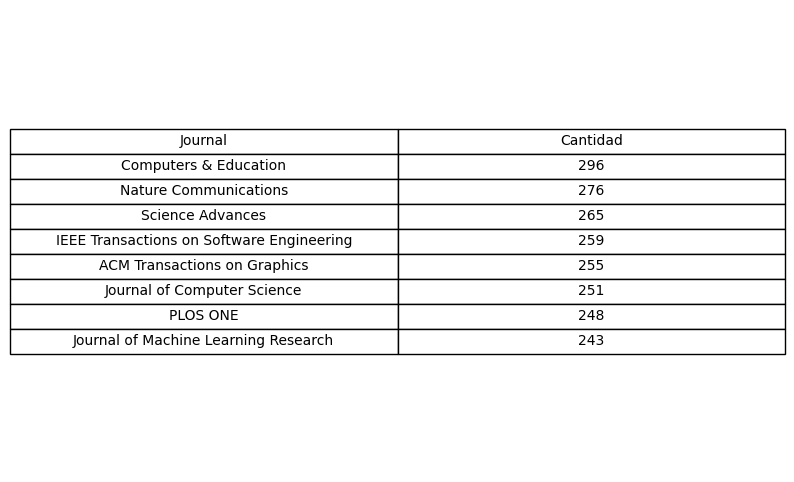 Journal Cantidad
Computers & Education 296
Nature Communications 276
Science Advances 265
IEEE Transactions on Software Engineering 259
ACM Transactions on Graphics 255
Journal of Computer Science 251
PLOS ONE 248
Journal of Machine Learning Research 243